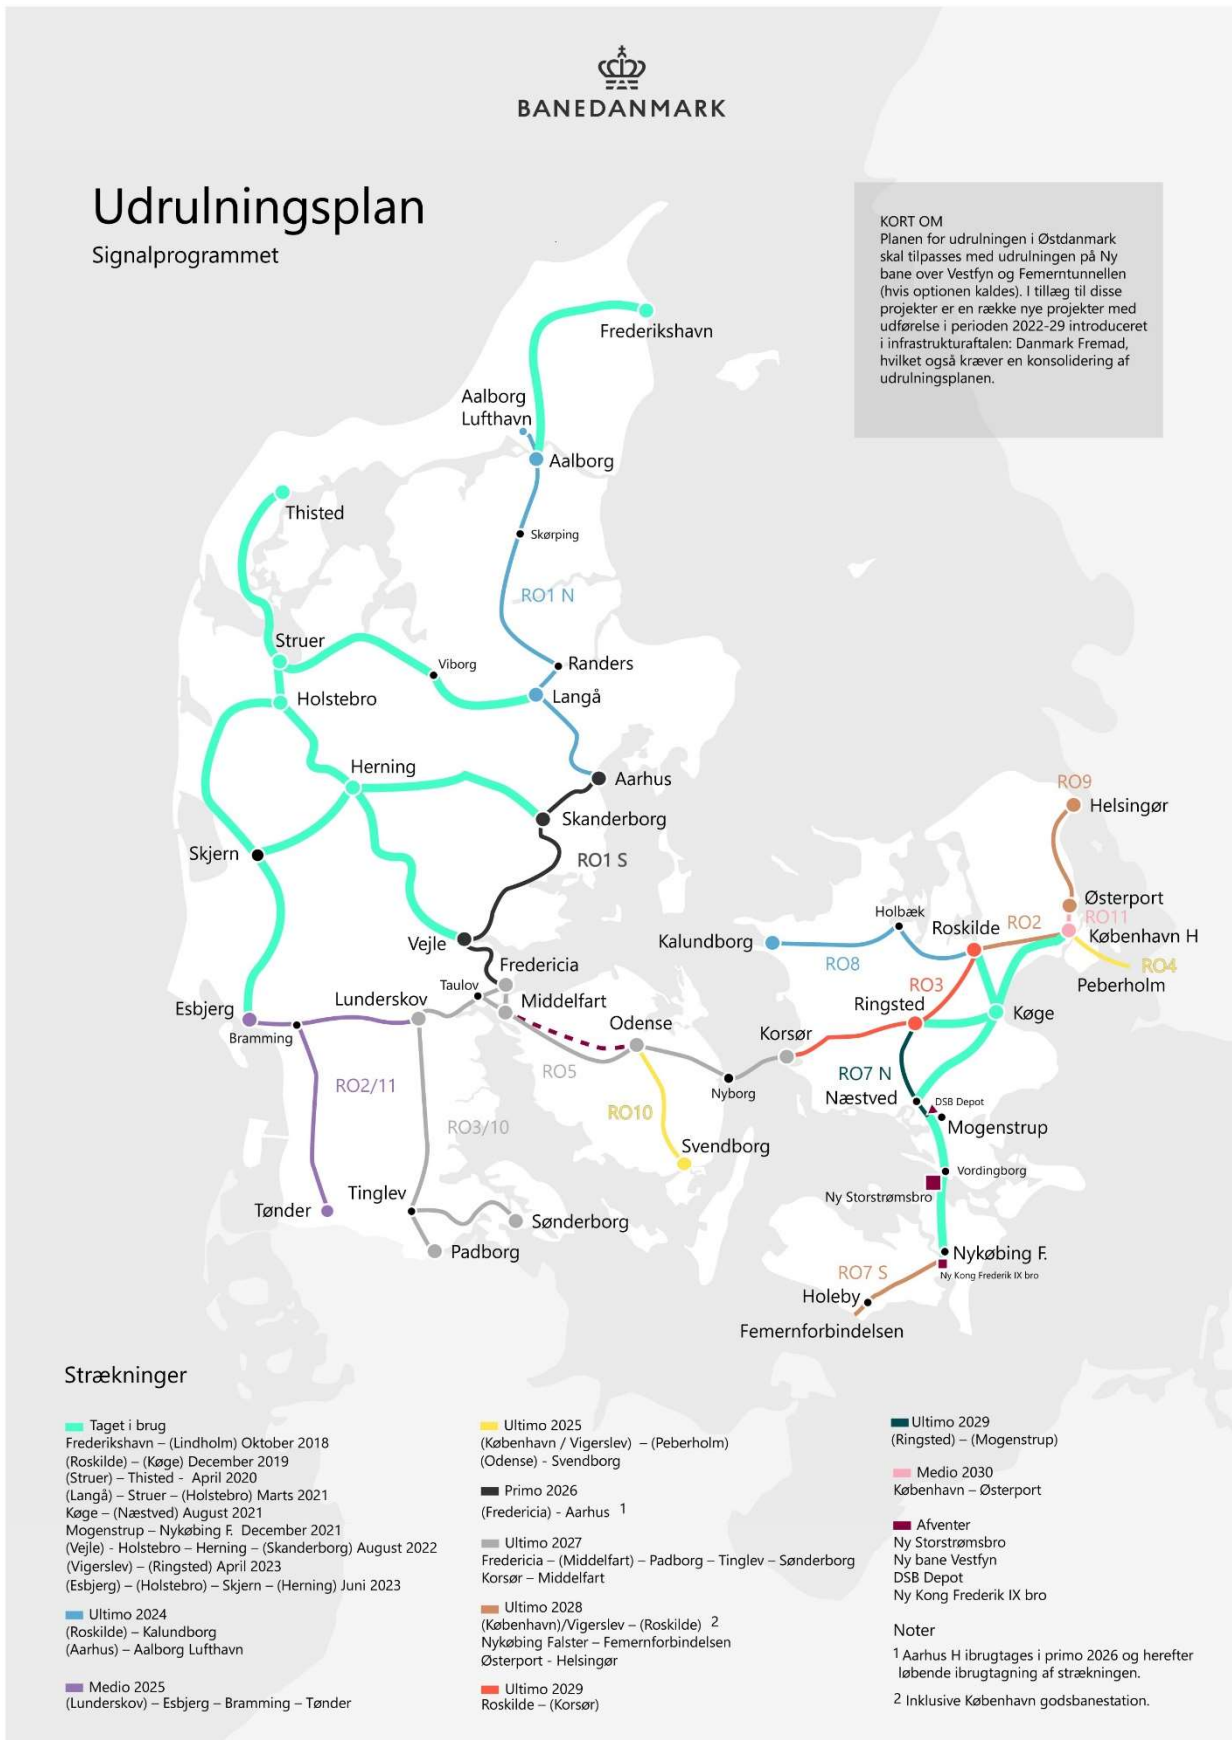 BANEDANMARK
Udrulningsplan
Signalprogrammet
KORT OM
Planen for udrulningen i Østdanmark
skal tilpasses med udrulningen på Ny
bane over Vestfyn og Femerntunnellen
(hvis optionen kaldes). I tillæg til disse
projekter er en række nye projekter med
udførelse i perioden 2022-29 introduceret
i infrastrukturaftalen: Danmark Fremad,
hvilket også kræver en konsolidering af
udrulningsplanen.
Frederikshavn
Aalborg
Lufthavn
Aalborg
Thisted
Skørping
RO1 N
Struer
Viborg
Randers
Holstebro
Langå
Herning
Aarhus
RO9
Helsingør
Skanderborg
Skjern
RO1 S
Østerport
Holbæk
RO11
Roskilde
RO2
København H
Vejle
Kalundborg
RO8
RO4
Fredericia
Peberholm
Taulov
RO3
Lunderskov
Middelfart
Ringsted
Esbjerg
Køge
Odense
Korsør
Bramming
RO5
RO7 N
RO2/11
Nyborg
Næstved
DSB Depot
RO10
RO3/10
Mogenstrup
Svendborg
Vordingborg
Tinglev
Ny Storstrømsbro
Tønder
Sønderborg
Padborg
Nykøbing F.
RO7 S
Ny Kong Frederik IX bro
Holeby
Femernforbindelsen
Strækninger
Taget i brug
Frederikshavn – (Lindholm) Oktober 2018
(Roskilde) – (Køge) December 2019
(Struer) – Thisted - April 2020
(Langå) – Struer – (Holstebro) Marts 2021
Køge – (Næstved) August 2021
Mogenstrup – Nykøbing F. December 2021
(Vejle) - Holstebro – Herning – (Skanderborg) August 2022
(Vigerslev) – (Ringsted) April 2023
(Esbjerg) – (Holstebro) – Skjern – (Herning) Juni 2023
Ultimo 2024
(Roskilde) – Kalundborg
(Aarhus) – Aalborg Lufthavn
Medio 2025
(Lunderskov) – Esbjerg – Bramming – Tønder
Ultimo 2025
(København / Vigerslev) – (Peberholm)
(Odense) - Svendborg
Primo 2026
(Fredericia) - Aarhus 1
Ultimo 2027
Fredericia – (Middelfart) – Padborg – Tinglev – Sønderborg
Korsør – Middelfart
Ultimo 2028
(København)/Vigerslev – (Roskilde) 2
Nykøbing Falster – Femernforbindelsen
Østerport - Helsingør
Ultimo 2029
Roskilde – (Korsør)
Ultimo 2029
(Ringsted) – (Mogenstrup)
Medio 2030
København – Østerport
Afventer
Ny Storstrømsbro
Ny bane Vestfyn
DSB Depot
Ny Kong Frederik IX bro
Noter
1 Aarhus H ibrugtages i primo 2026 og herefter
løbende ibrugtagning af strækningen.
2 Inklusive København godsbanestation.